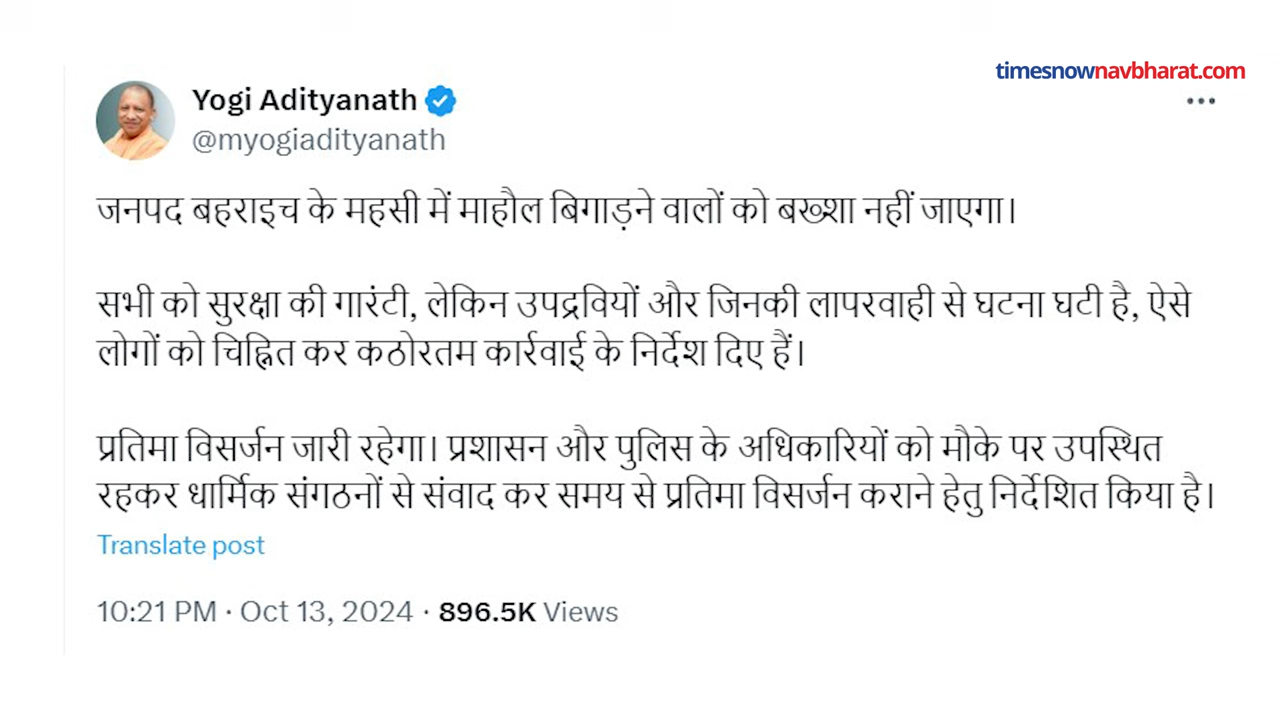 timesnownavbharat.com
Yogi Adityanath
@myogiadityanath
जनपद बहराइच के महसी में माहौल बिगाड़ने वालों को बख्शा नहीं जाएगा।
सभी को सुरक्षा की गारंटी, लेकिन उपद्रवियों और जिनकी लापरवाही से घटना घटी है, ऐसे
लोगों को चिह्नित कर कठोरतम कार्रवाई के निर्देश दिए हैं।
प्रतिमा विसर्जन जारी रहेगा। प्रशासन और पुलिस के अधिकारियों को मौके पर उपस्थित
रहकर धार्मिक संगठनों से संवाद कर समय से प्रतिमा विसर्जन कराने हेतु निर्देशित किया है।
Translate post
10:21 PM · Oct 13, 2024 · 896.5K Views